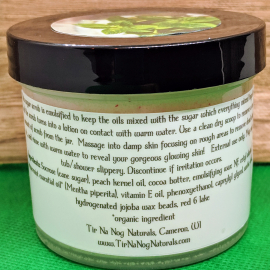 sugar scrub is emulsified to keep the oils mixed with the sugar which everything
scrub turns into a lotion on contact with warm water. Use a clean dry scoop to remove
scrub from the jar. Massage into damp skin focusing on rough areas to
with warm water to reveal your gorgeous glowing skin! External use only.
tub/shower slippery. Discontinue if irritation occurs.
Sucrose (cane sugar), peach kernel oil, cocoa butter, emulsifying wax
essential oil* (Mentha piperita), vitamin E oil, phenoxyethanol, caprylyl glycol
hydrogenated jojoba wax beads, red 6 lake
*organic ingredient
Tir Na Nog Naturals, Cameron, WI
www.TirNaNogNaturals.com